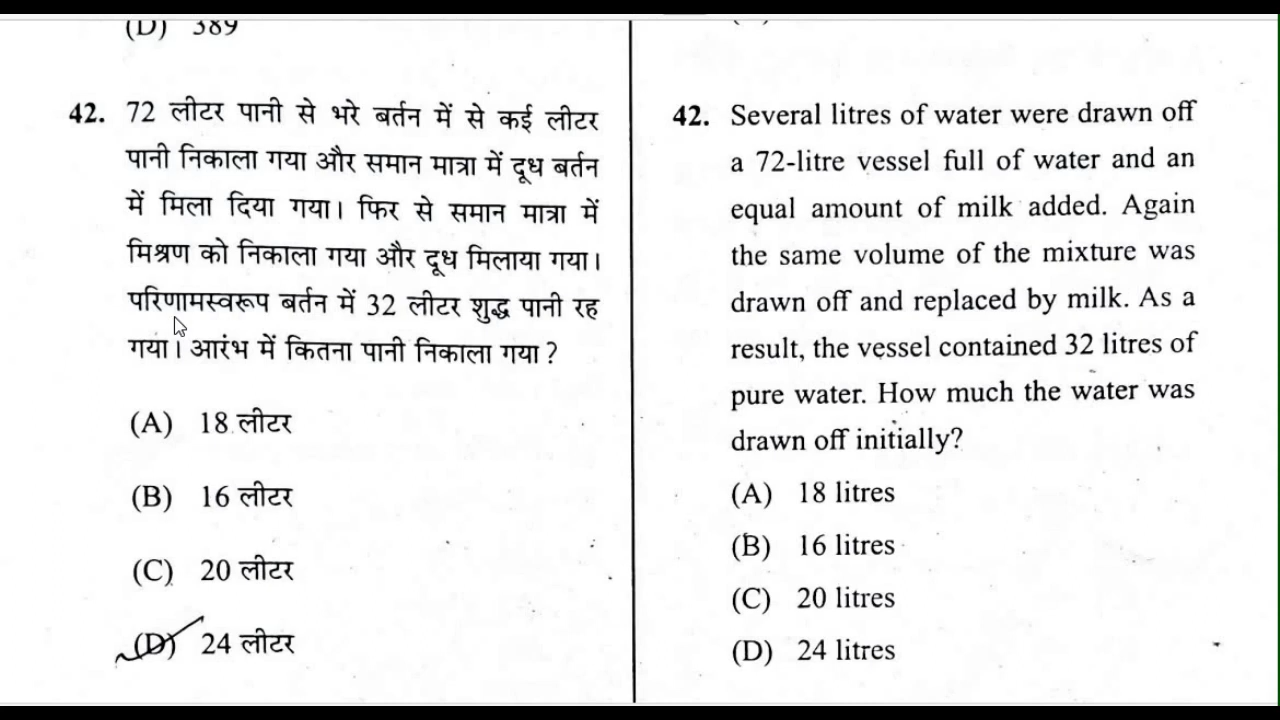 (D) 389
42. 72 लीटर पानी से भरे बर्तन में से कई लीटर
पानी निकाला गया और समान मात्रा में दूध बर्तन
में मिला दिया गया। फिर से समान मात्रा में
मिश्रण को निकाला गया और दूध मिलाया गया।
परिणामस्वरूप बर्तन में 32 लीटर शुद्ध पानी रह
गया। आरंभ में कितना पानी निकाला गया ?
(A) 18 लीटर
(B) 16 लीटर
(C) 20 लीटर
(D) 24 लीटर
42. Several litres of water were drawn off
a 72-litre vessel full of water and an
equal amount of milk added. Again
the same volume of the mixture was
drawn off and replaced by milk. As a
result, the vessel contained 32 litres of
pure water. How much the water was
drawn off initially?
(A) 18 litres
(B) 16 litres
(C) 20 litres
(D) 24 litres